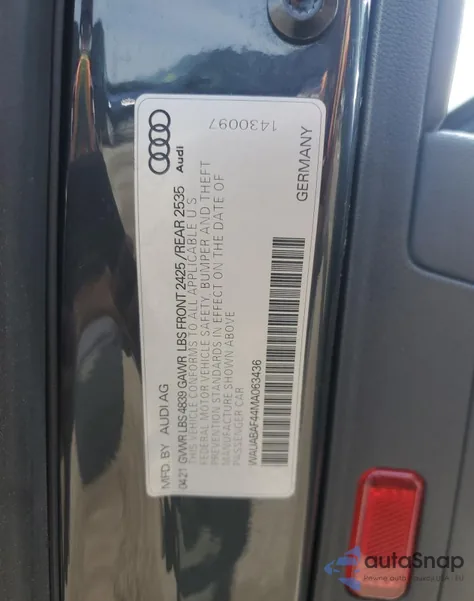 MFD. BY AUDI AG
04.21 GVWR LBS 4839 GAWR LBS FRONT 2425 / REAR 2535
THIS VEHICLE CONFORMS TO ALL APPLICABLE U S
FEDERAL MOTOR VEHICLE SAFETY, BUMPER AND THEFT
PREVENTION STANDARDS IN EFFECT ON THE DATE OF
MANUFACTURE SHOWN ABOVE
PASSENGER CAR
WAUABAF44MA063436
GERMANY
Audi
1430097
autoSnap